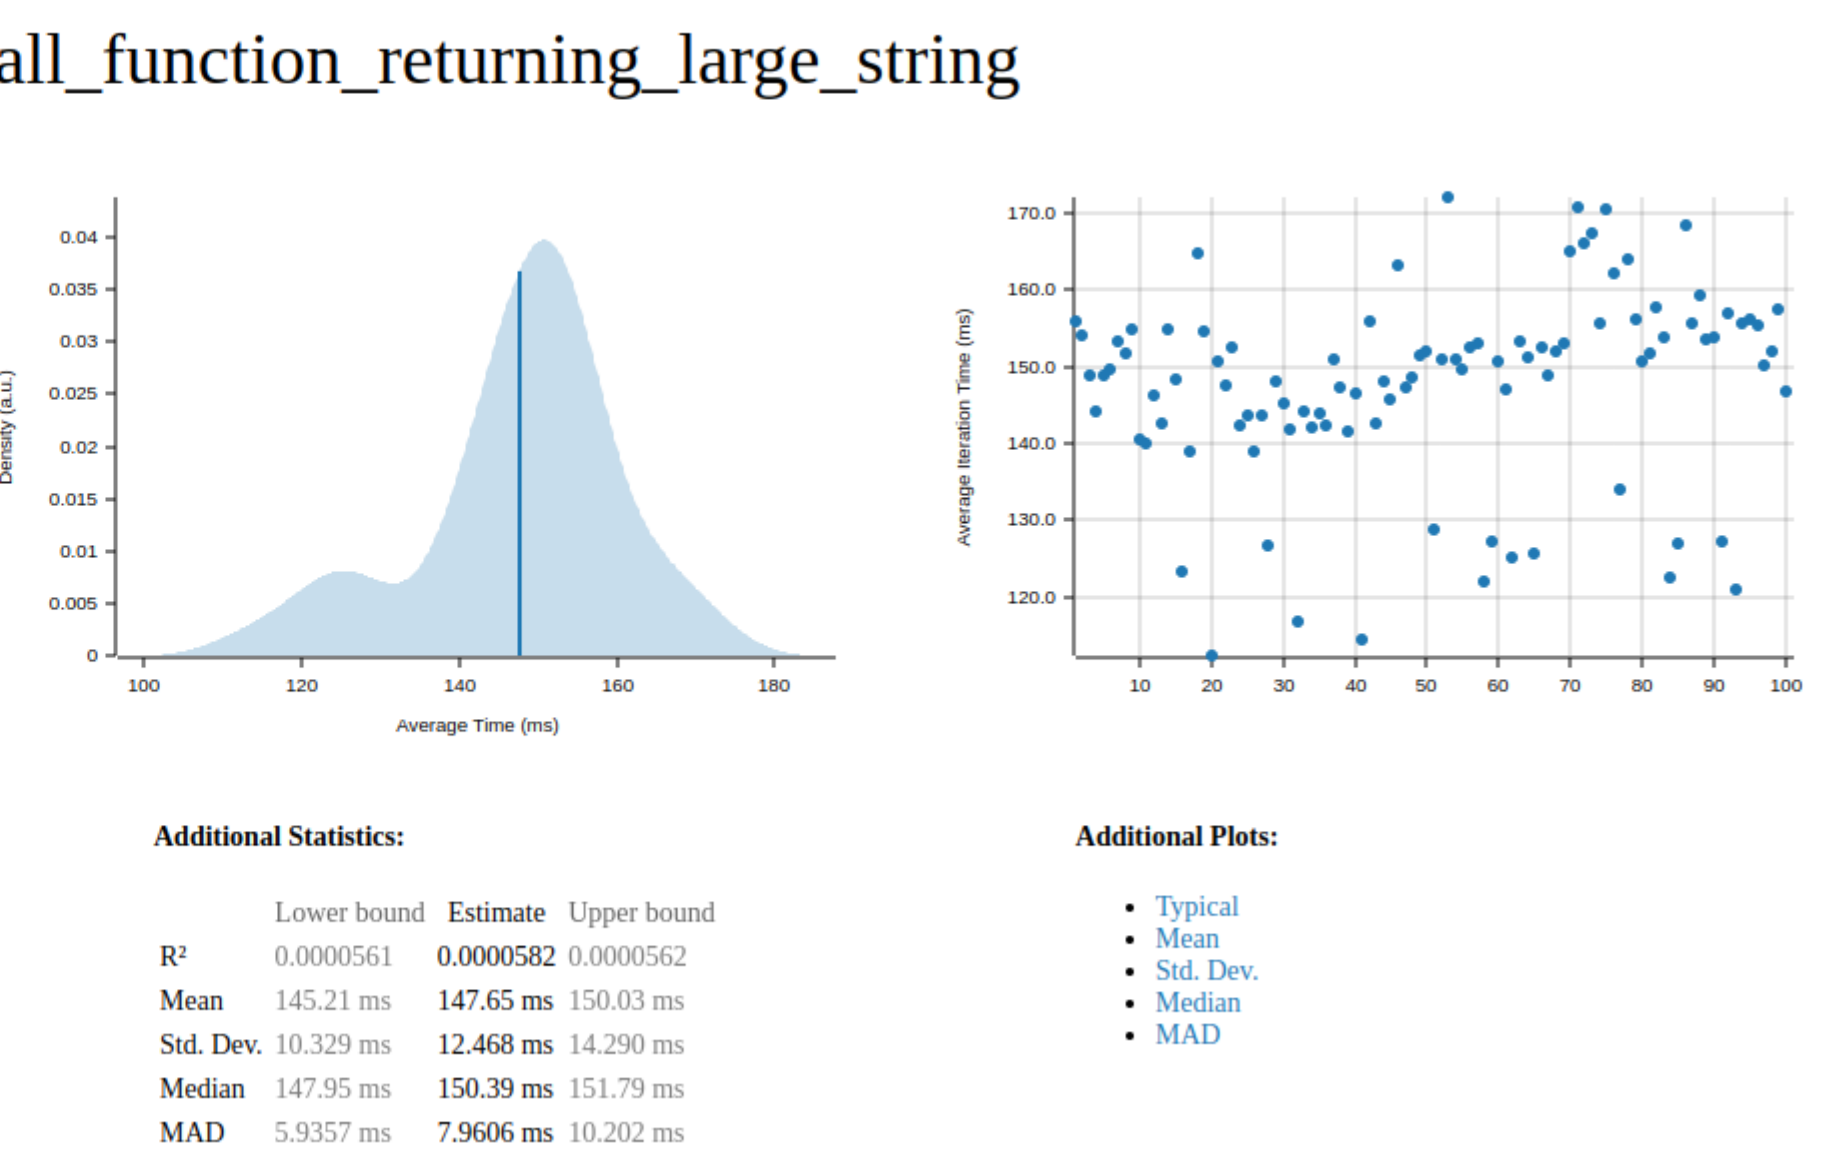 all_function_returning_large_string
0.04
0.035
0.03
0.025
0.02
0.015
0.01
0.005
0
Density (a.u.)
100 120 140 160 180
Average Time (ms)
170.0
160.0
150.0
140.0
130.0
120.0
Average Iteration Time (ms)
10 20 30 40 50 60 70 80 90 100
Additional Statistics:
Lower bound Estimate Upper bound
R² 0.0000561 0.0000582 0.0000562
Mean 145.21 ms 147.65 ms 150.03 ms
Std. Dev. 10.329 ms 12.468 ms 14.290 ms
Median 147.95 ms 150.39 ms 151.79 ms
MAD 5.9357 ms 7.9606 ms 10.202 ms
Additional Plots:
Typical
Mean
Std. Dev.
Median
MAD